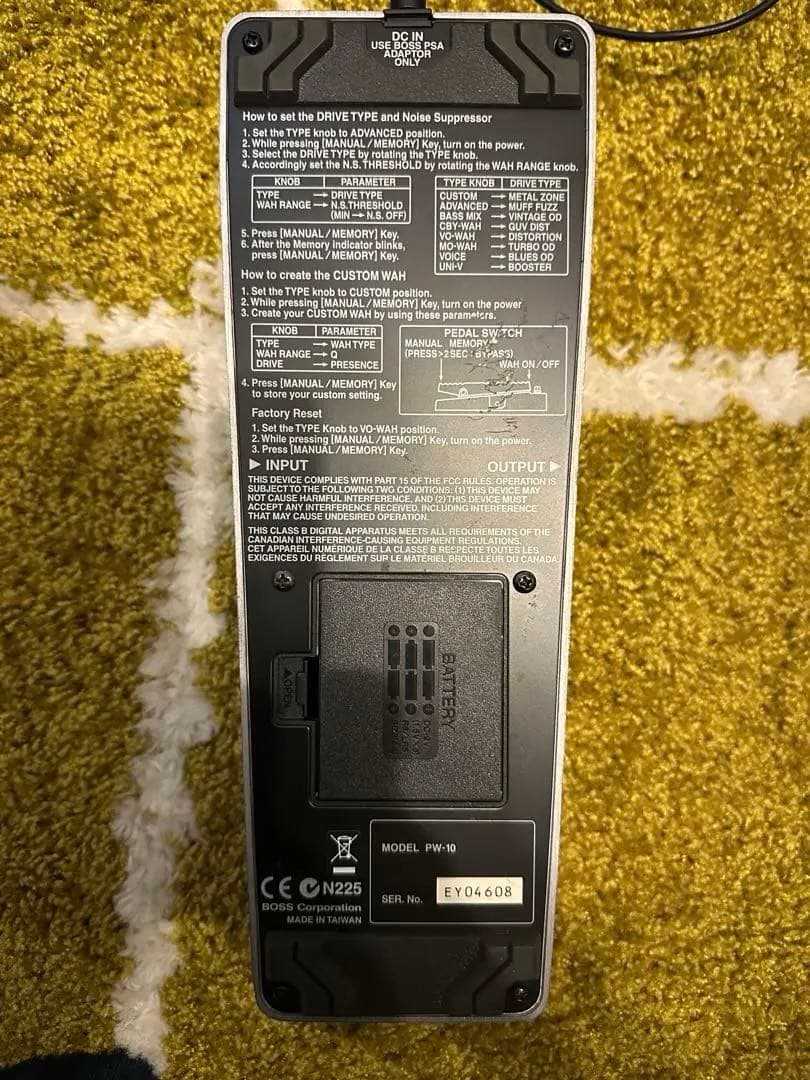 DC IN
USE BOSS PSA
ADAPTOR
ONLY
How to set the DRIVE TYPE and Noise Suppressor
1. Set the TYPE knob to ADVANCED position.
2. While pressing [MANUAL/MEMORY] Key, turn on the power.
3. Select the DRIVE TYPE by rotating the TYPE knob.
4. Accordingly set the N.S. THRESHOLD by rotating the WAH RANGE knob.
KNOB PARAMETER
TYPE → DRIVE TYPE
WAH RANGE → N.S.THRESHOLD
(MIN → N.S. OFF)
TYPE KNOB DRIVE TYPE
CUSTOM → METAL ZONE
ADVANCED → MUFF FUZZ
BASS MIX → VINTAGE OD
CBY-WAH → GUV DIST
VO-WAH → DISTORTION
MO-WAH → TURBO OD
VOICE → BLUES OD
UNI-V → BOOSTER
5. Press [MANUAL/MEMORY] Key.
6. After the Memory Indicator blinks,
press [MANUAL/MEMORY] Key.
How to create the CUSTOM WAH
1. Set the TYPE knob to CUSTOM position.
2. While pressing [MANUAL/MEMORY] Key, turn on the power
3. Create your CUSTOM WAH by using these parameters.
KNOB PARAMETER
TYPE → WAH TYPE
WAH RANGE → Q
DRIVE → PRESENCE
PEDAL SWITCH
MANUAL MEMORY
(PRESS>2 SEC : BYPASS)
WAH ON/OFF
4. Press [MANUAL/MEMORY] Key
to store your custom setting.
Factory Reset
1. Set the TYPE Knob to VO-WAH position.
2. While pressing [MANUAL/MEMORY] Key, turn on the power.
3. Press [MANUAL/MEMORY] Key.
▶ INPUT
OUTPUT ▶
THIS DEVICE COMPLIES WITH PART 15 OF THE FCC RULES. OPERATION IS
SUBJECT TO THE FOLLOWING TWO CONDITIONS: (1) THIS DEVICE MAY
NOT CAUSE HARMFUL INTERFERENCE, AND (2) THIS DEVICE MUST
ACCEPT ANY INTERFERENCE RECEIVED, INCLUDING INTERFERENCE
THAT MAY CAUSE UNDESIRED OPERATION.
THIS CLASS B DIGITAL APPARATUS MEETS ALL REQUIREMENTS OF THE
CANADIAN INTERFERENCE-CAUSING EQUIPMENT REGULATIONS.
CET APPAREIL NUMÉRIQUE DE LA CLASSE B RECPECTE TOUTES LES
EXIGENCES DU RÈGLEMENT SUR LE MATÉRIEL BROUILLEUR DU CANADA.
▲OPEN
BATTERY
MODEL PW-10
SER. No. EY04608
CE N225
BOSS Corporation
MADE IN TAIWAN